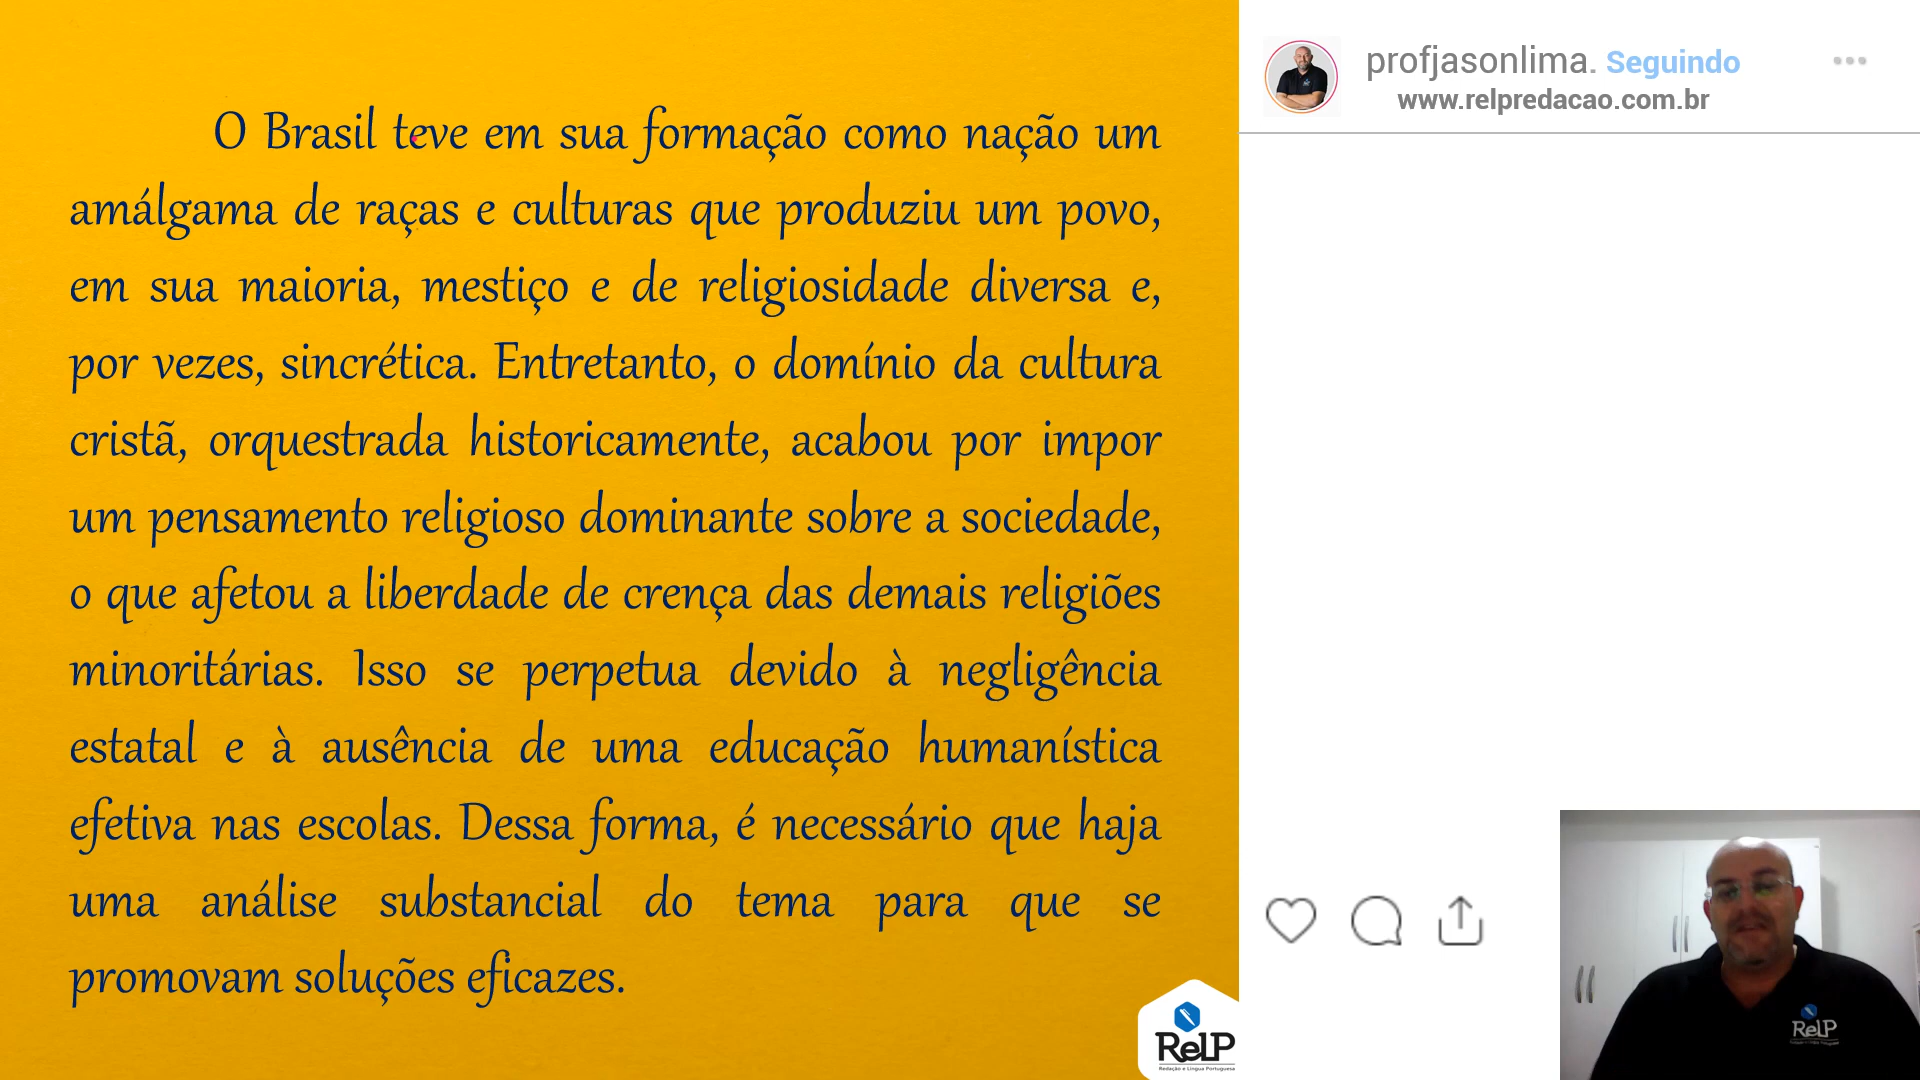 O Brasil teve em sua formação como nação um
amálgama de raças e culturas que produziu um povo,
em sua maioria, mestiço e de religiosidade diversa e,
por vezes, sincrética. Entretanto, o domínio da cultura
cristã, orquestrada historicamente, acabou por impor
um pensamento religioso dominante sobre a sociedade,
o que afetou a liberdade de crença das demais religiões
minoritárias. Isso se perpetua devido à negligência
estatal e à ausência de uma educação humanística
efetiva nas escolas. Dessa forma, é necessário que haja
uma análise substancial do tema para que se
promovam soluções eficazes.
ReLP
Redação e Língua Portuguesa
profjasonlima. Seguindo
www.relpredacao.com.br
ReLP